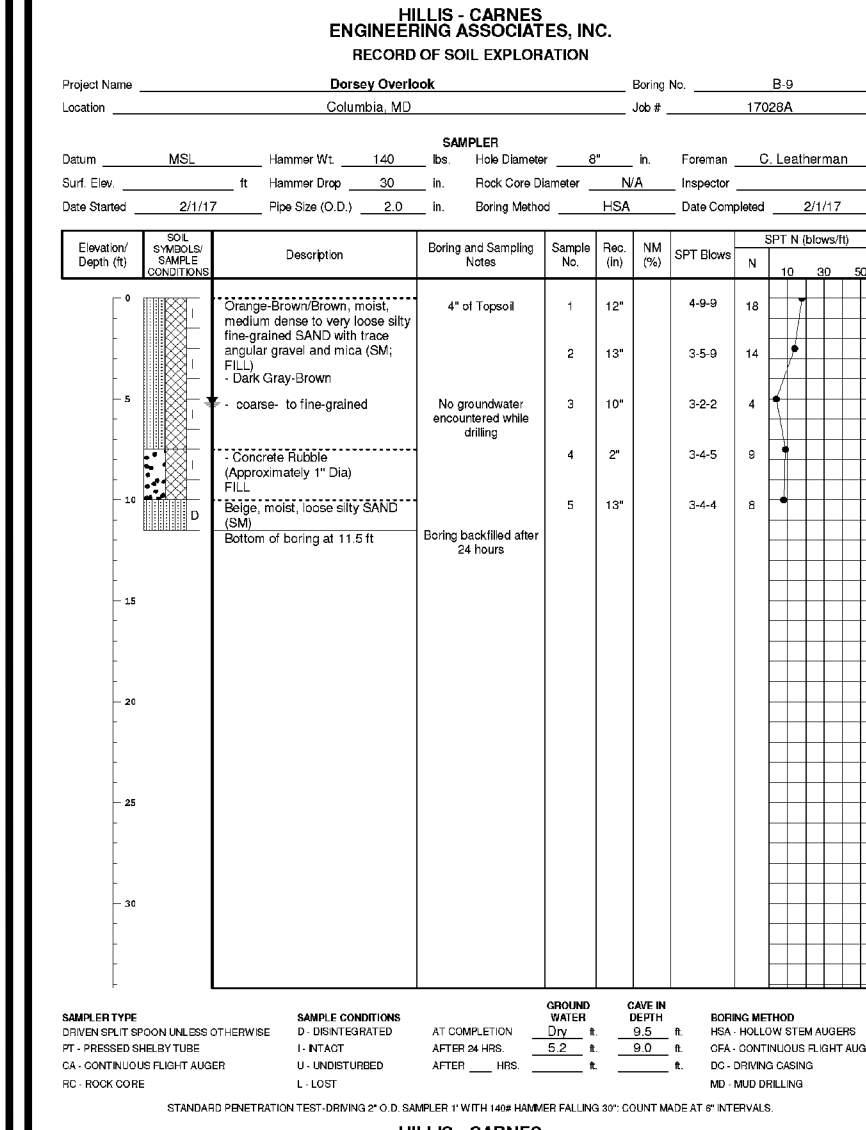 HILLIS - CARNES
ENGINEERING ASSOCIATES, INC.
RECORD OF SOIL EXPLORATION
Project Name Dorsey Overlook Boring No. B-9
Location Columbia, MD Job # 17028A
SAMPLER
Datum MSL Hammer Wt. 140 lbs. Hole Diameter 8" in. Foreman C. Leatherman
Surf. Elev. ft Hammer Drop 30 in. Rock Core Diameter N/A Inspector
Date Started 2/1/17 Pipe Size (O.D.) 2.0 in. Boring Method HSA Date Completed 2/1/17
Elevation/ Depth (ft) SOIL SYMBOLS/ SAMPLE CONDITIONS Description Boring and Sampling Notes Sample No. Rec. (in) NM (%) SPT Blows SPT N (blows/ft)
N 10 30 50
0
Orange-Brown/Brown, moist, 4" of Topsoil 1 12" 4-9-9 18
I
medium dense to very loose silty
fine-grained SAND with trace
angular gravel and mica (SM; 2 13" 3-5-9 14
I
FILL)
- Dark Gray-Brown
5
- coarse- to fine-grained No groundwater 3 10" 3-2-2 4
I
encountered while
drilling
- Concrete Rubble 4 2" 3-4-5 9
I
(Approximately 1" Dia)
FILL
10
Beige, moist, loose silty SAND 5 13" 3-4-4 8
D
(SM)
Bottom of boring at 11.5 ft Boring backfilled after
24 hours
15
20
25
30
GROUND WATER CAVE IN DEPTH
SAMPLER TYPE SAMPLE CONDITIONS BORING METHOD
DRIVEN SPLIT SPOON UNLESS OTHERWISE D - DISINTEGRATED AT COMPLETION Dry ft. 9.5 ft. HSA - HOLLOW STEM AUGERS
PT - PRESSED SHELBY TUBE I - INTACT AFTER 24 HRS. 5.2 ft. 9.0 ft. CFA - CONTINUOUS FLIGHT AUG
CA - CONTINUOUS FLIGHT AUGER U - UNDISTURBED AFTER HRS. ft. ft. DC - DRIVING CASING
RC - ROCK CORE L - LOST MD - MUD DRILLING
STANDARD PENETRATION TEST-DRIVING 2" O.D. SAMPLER 1' WITH 140# HAMMER FALLING 30": COUNT MADE AT 6" INTERVALS.
HILLIS - CARNES